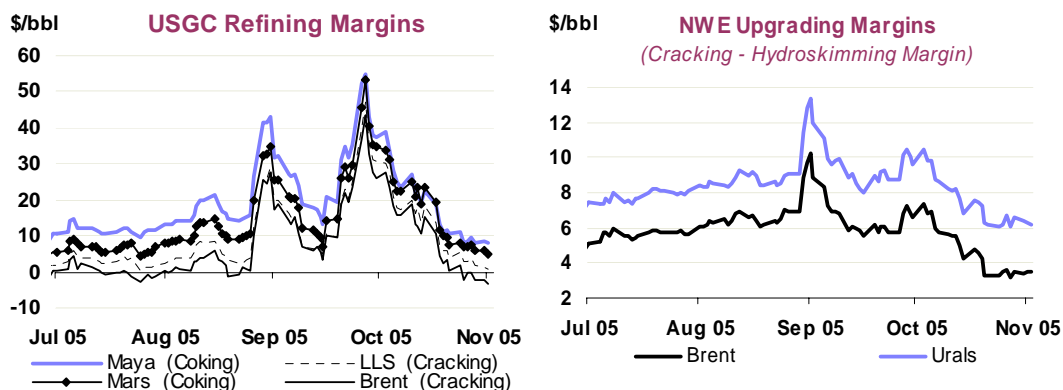 $/bbl
USGC Refining Margins
60
50
40
30
20
10
0
-10
Jul 05
Aug 05
Sep 05
Oct 05
Nov 05
Maya (Coking)
LLS (Cracking)
Mars (Coking)
Brent (Cracking)
$/bbl
NWE Upgrading Margins
(Cracking - Hydroskimming Margin)
14
12
10
8
6
4
2
Jul 05
Aug 05
Sep 05
Oct 05
Nov 05
Brent
Urals